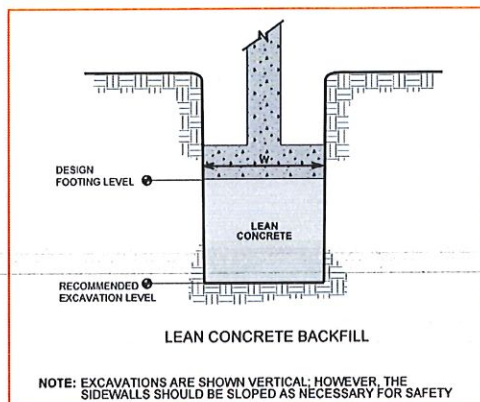 W
DESIGN
FOOTING LEVEL
LEAN
CONCRETE
RECOMMENDED
EXCAVATION LEVEL
LEAN CONCRETE BACKFILL
NOTE: EXCAVATIONS ARE SHOWN VERTICAL; HOWEVER, THE
SIDEWALLS SHOULD BE SLOPED AS NECESSARY FOR SAFETY